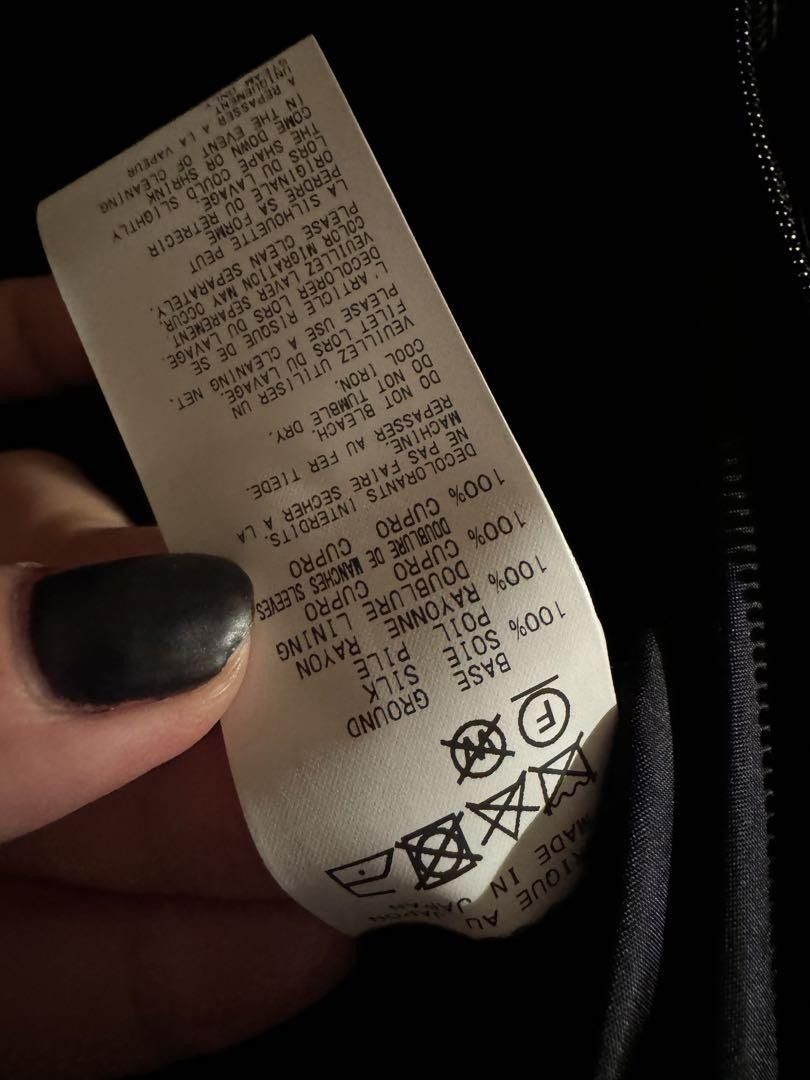 RIQUE AU JAPON
MADE IN JAPAN
F W
BASE GROUND
100% SOIE SILK
POIL PILE
100% RAYONNE RAYON
DOUBLURE LINING
100% CUPRO CUPRO
DOUBLURE DE MANCHES SLEEVES
100% CUPRO CUPRO
DECOLORANTS INTERDITS.
NE PAS FAIRE SECHER A LA
MACHINE.
REPASSER AU FER TIEDE.
DO NOT BLEACH.
DO NOT TUMBLE DRY.
COOL IRON.
VEUILLEZ UTILISER UN
FILET LORS DU LAVAGE.
PLEASE USE A CLEANING NET.
L'ARTICLE RISQUE DE SE
DECOLORER LORS DU LAVAGE.
VEUILLEZ LAVER SEPAREMENT
COLOR MIGRATION MAY OCCUR
PLEASE CLEAN SEPARATELY.
LA SILHOUETTE PEUT
PERDRE SA FORME
ORIGINALE OU RETRECIR
LORS DU LAVAGE.
THE SHAPE COULD SLIGHTLY
COME DOWN OR SHRINK
IN THE EVENT OF CLEANING
A REPASSER A LA VAPEUR
UNIQUEMENT